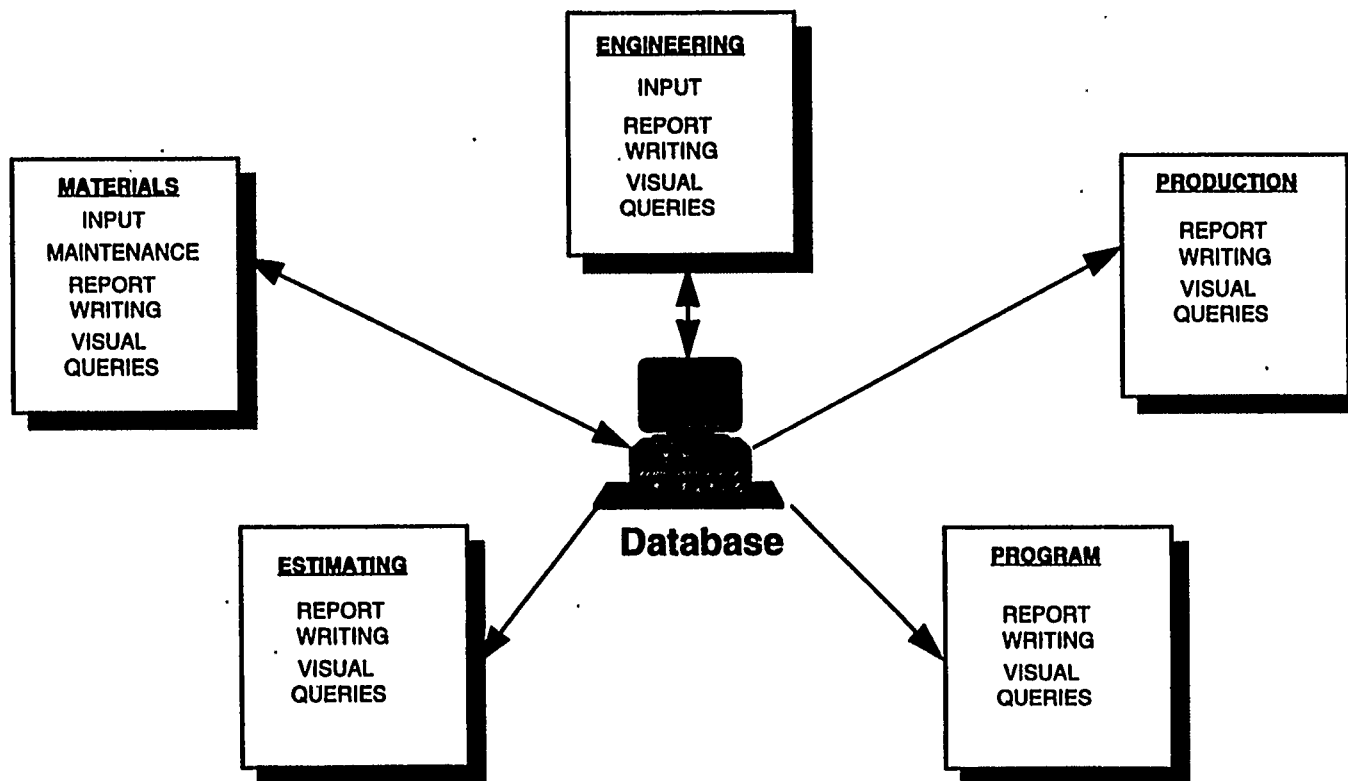 ENGINEERING
INPUT
REPORT
WRITING
VISUAL
QUERIES
MATERIALS
INPUT
MAINTENANCE
REPORT
WRITING
VISUAL
QUERIES
PRODUCTION
REPORT
WRITING
VISUAL
QUERIES
Database
ESTIMATING
REPORT
WRITING
VISUAL
QUERIES
PROGRAM
REPORT
WRITING
VISUAL
QUERIES